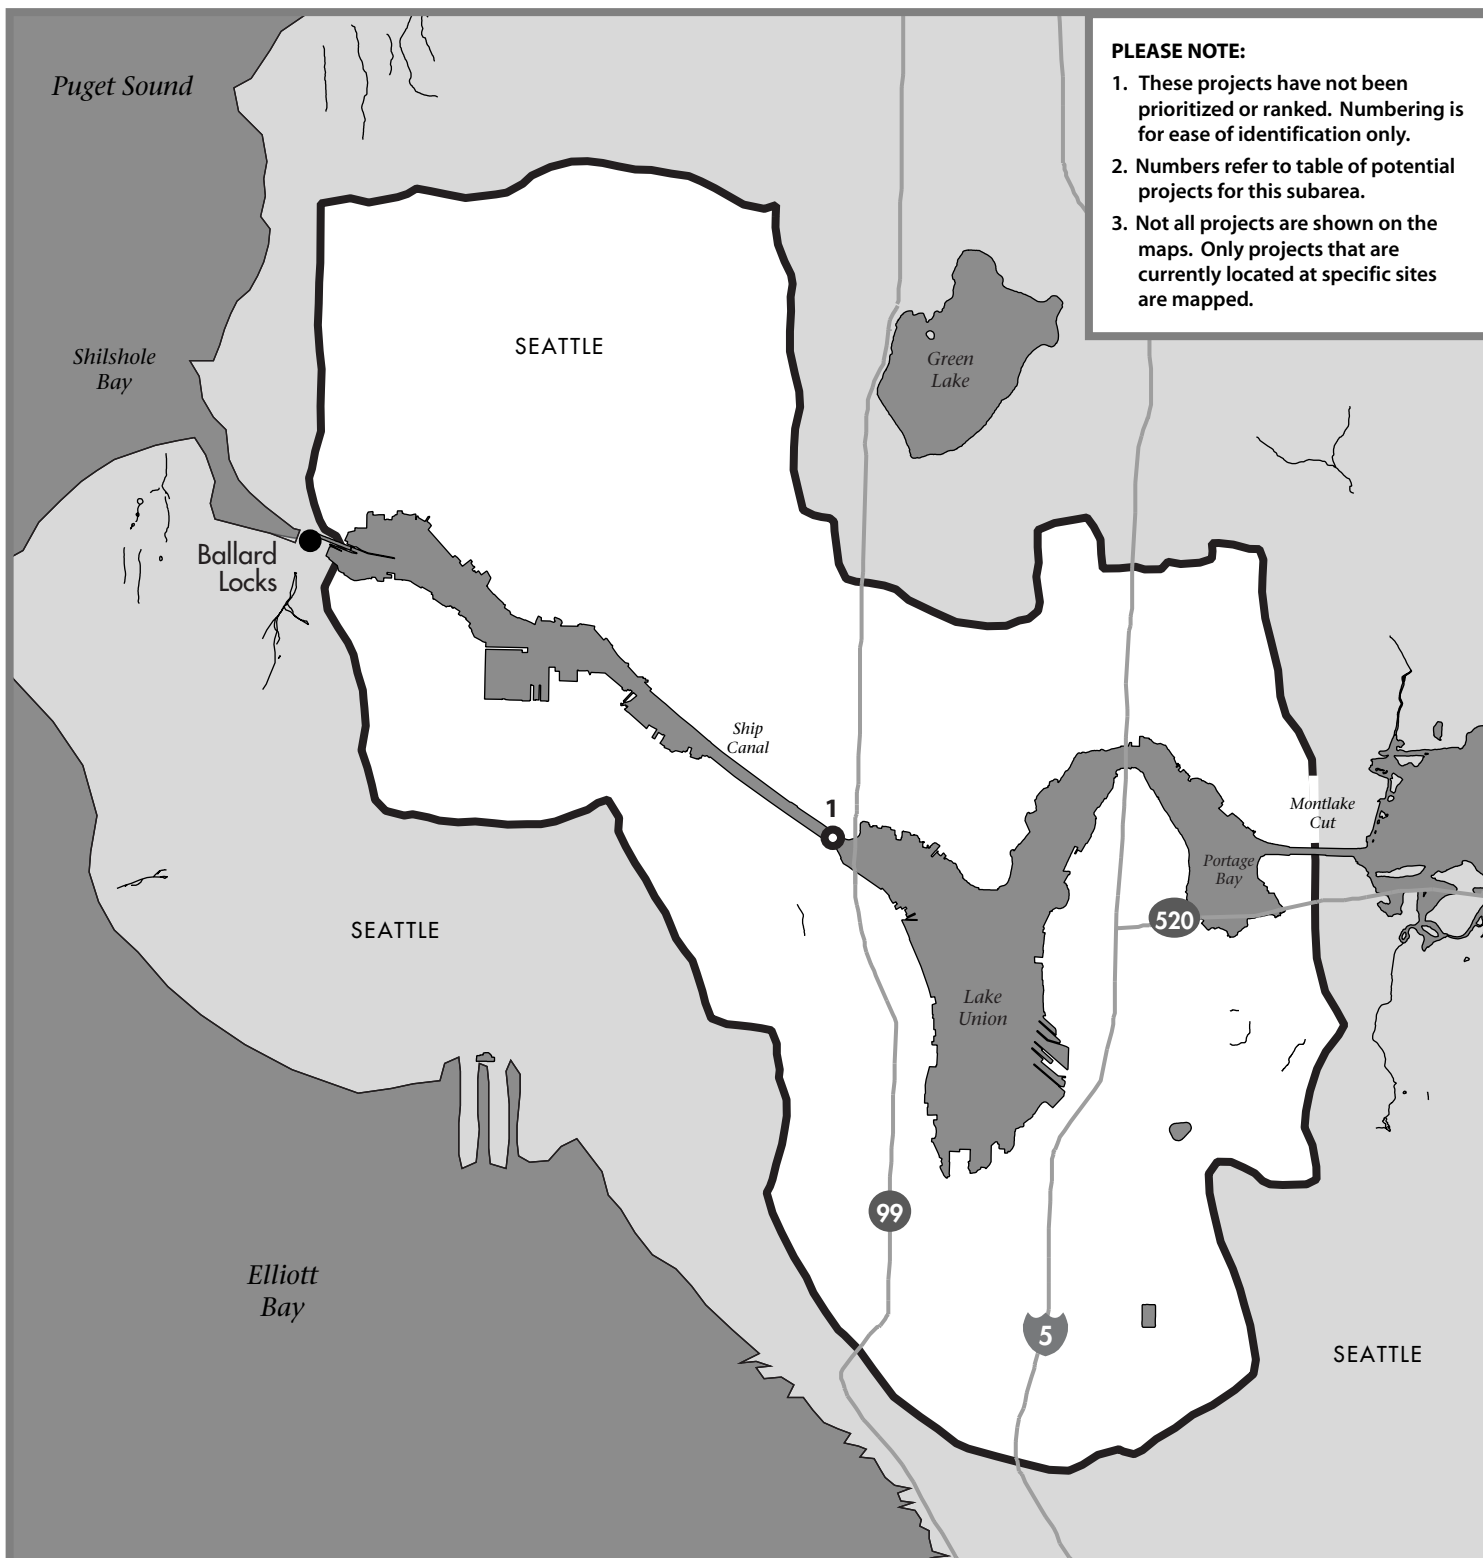 PLEASE NOTE:
1. These projects have not been
prioritized or ranked. Numbering is
for ease of identification only.
2. Numbers refer to table of potential
projects for this subarea.
3. Not all projects are shown on the
maps. Only projects that are
currently located at specific sites
are mapped.
Puget Sound
Shilshole
Bay
SEATTLE
Green
Lake
Ballard
Locks
Ship
Canal
1
Montlake
Cut
Portage
Bay
520
SEATTLE
Lake
Union
99
Elliott
Bay
5
SEATTLE